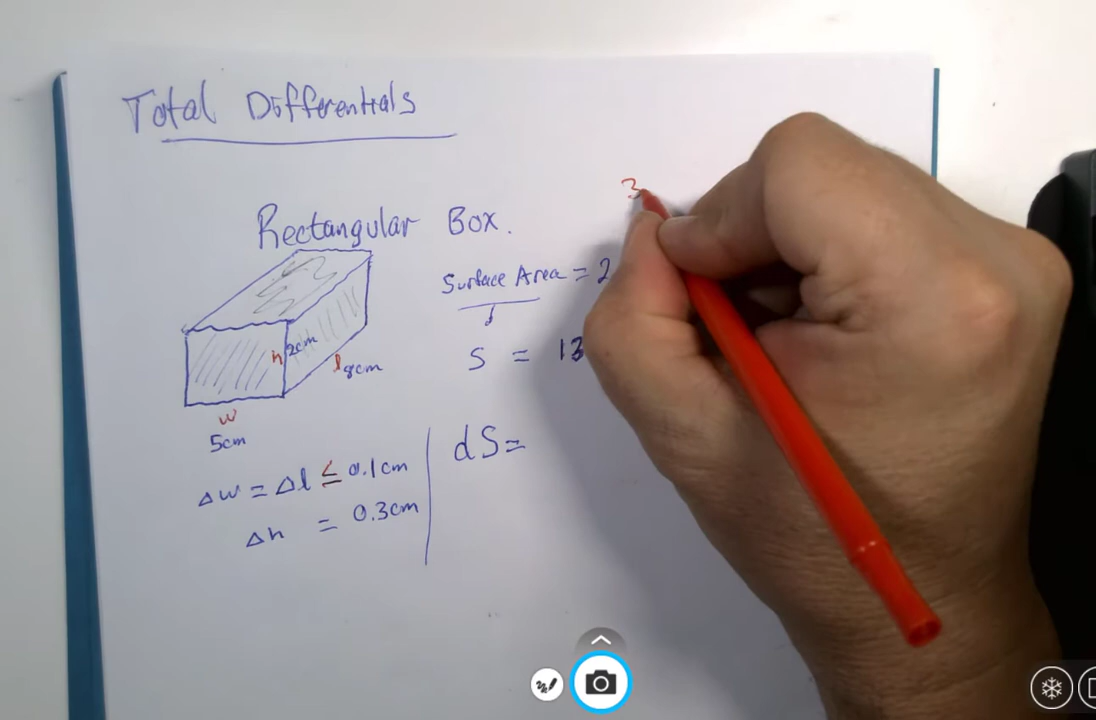 Total Differentials
Rectangular Box.
3
Surface Area = 2
S = 13
h 2cm
l 8cm
w
5cm
Δw = Δl ≤ 0.1cm
Δh = 0.3cm
dS =